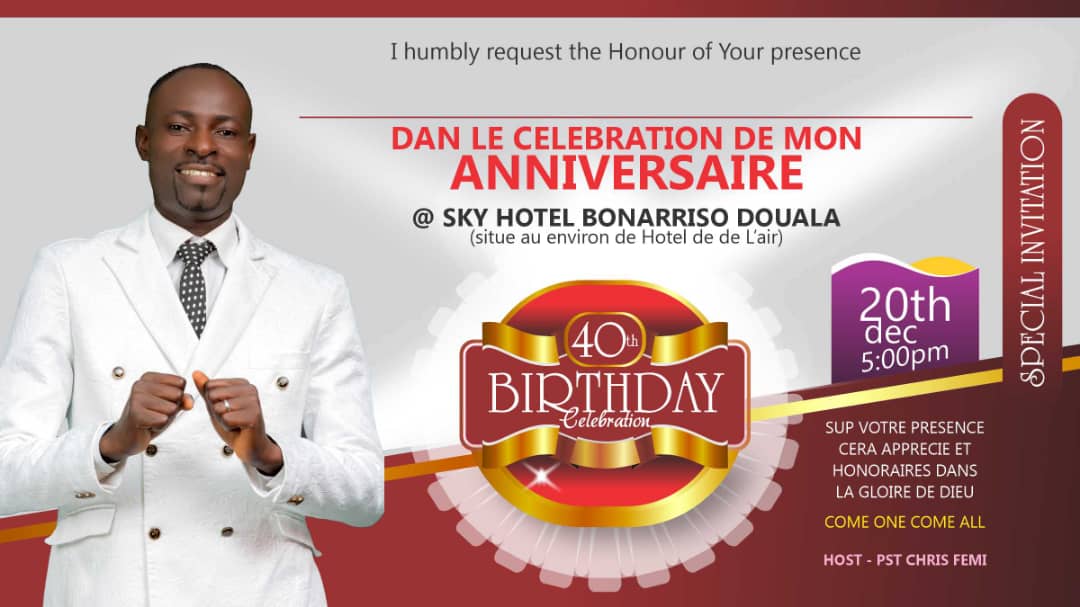 I humbly request the Honour of Your presence
DAN LE CELEBRATION DE MON
ANNIVERSAIRE
@ SKY HOTEL BONARRISO DOUALA
(situe au environ de Hotel de de L'air)
40th
BIRTHDAY
Celebration
20th
dec
5:00pm
SPECIAL INVITATION
SUP VOTRE PRESENCE
CERA APPRECIE ET
HONORAIRES DANS
LA GLOIRE DE DIEU
COME ONE COME ALL
HOST - PST CHRIS FEMI